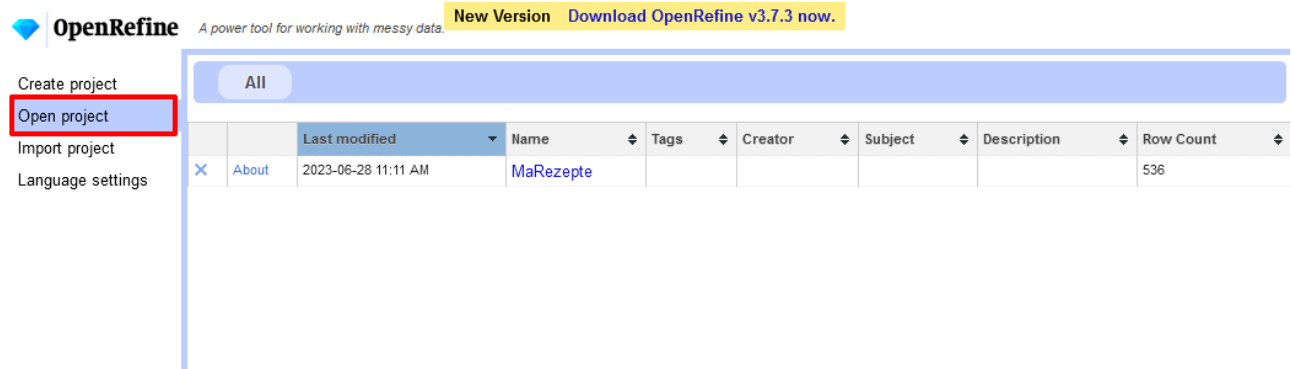 OpenRefine A power tool for working with messy data. New Version Download OpenRefine v3.7.3 now.
Create project
Open project
Import project
Language settings
All
Last modified Name Tags Creator Subject Description Row Count
About 2023-06-28 11:11 AM MaRezepte 536